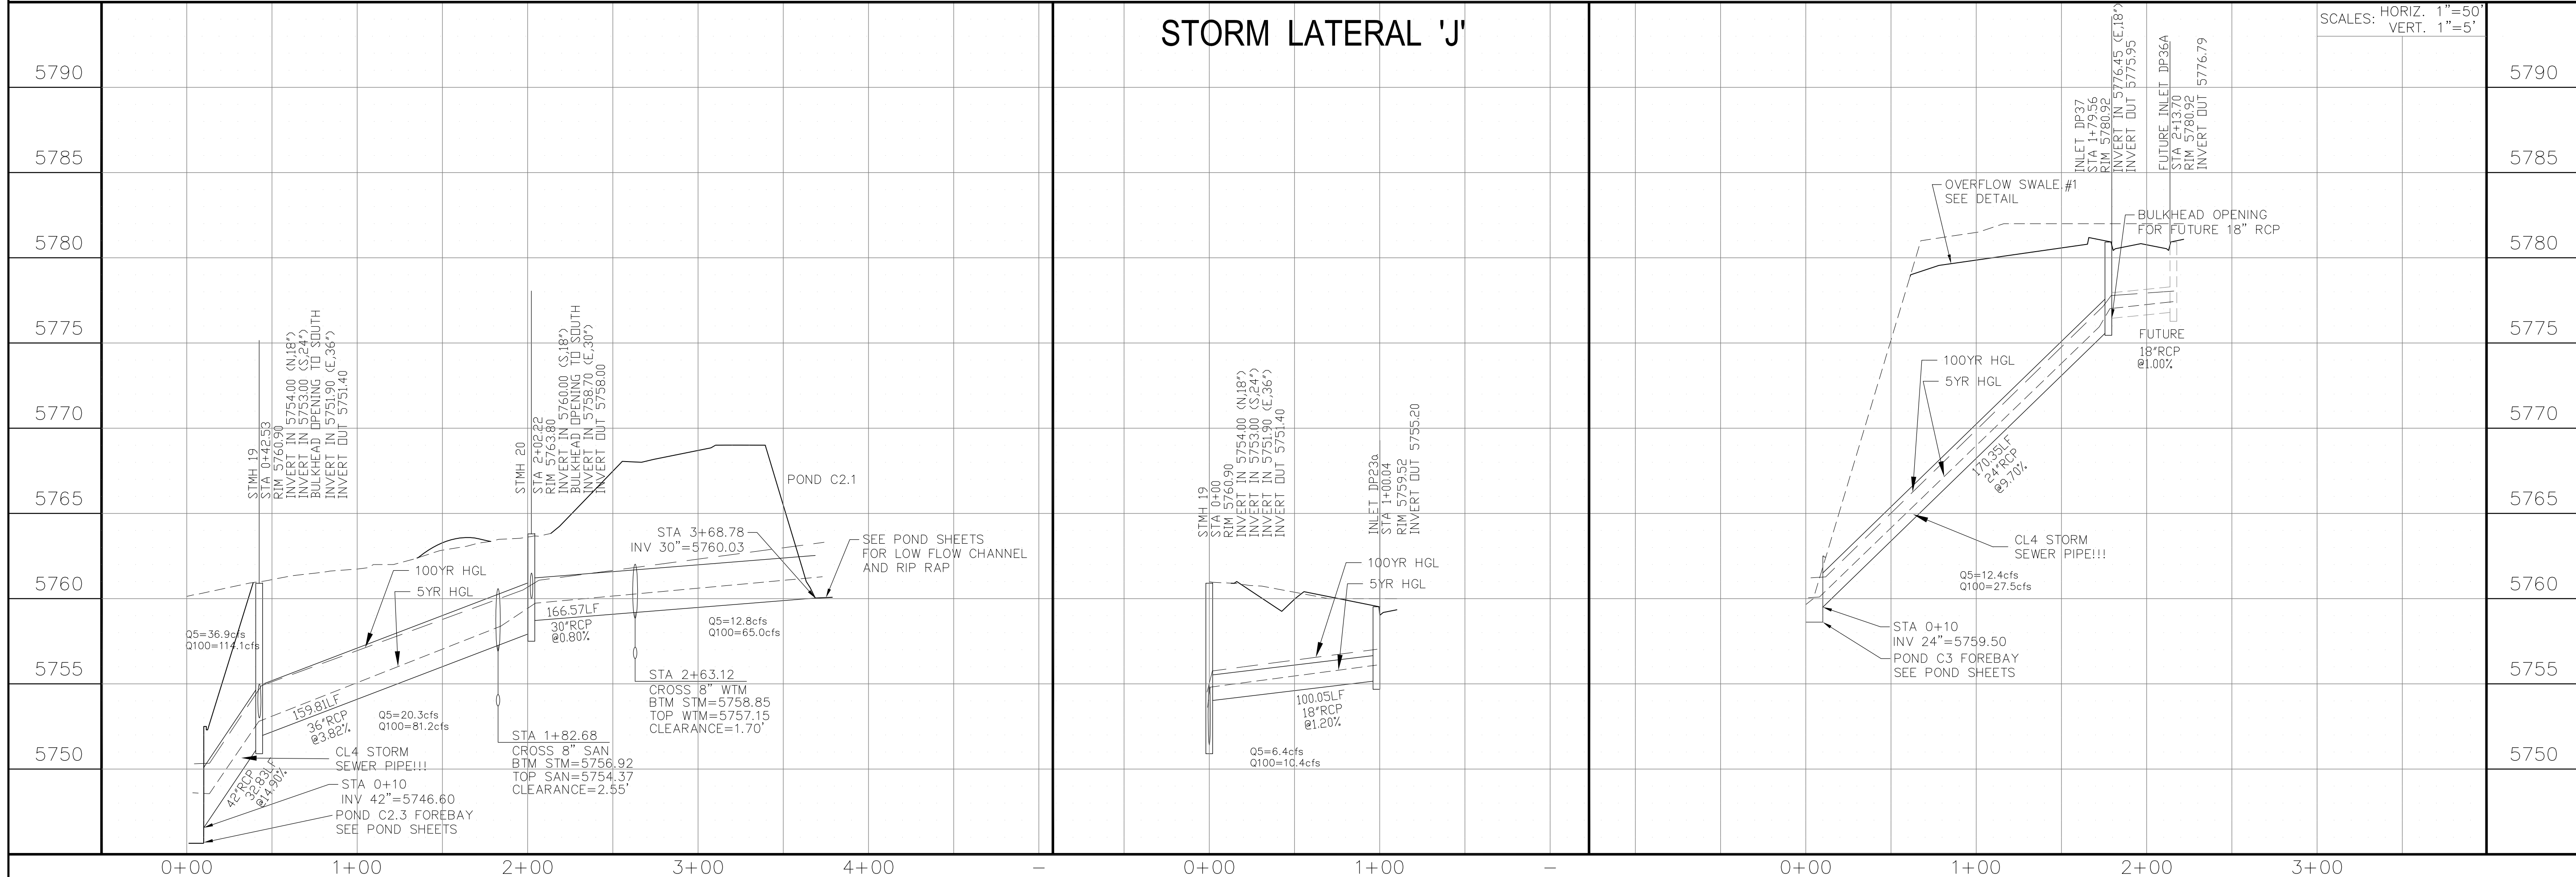 STORM LATERAL 'J'
SCALES: HORIZ. 1"=50'
VERT. 1"=5'
5790
5785
5780
5775
5770
5765
5760
5755
5750
STMH 19
STA 0+42.53
RIM 5760.90
INVERT IN 5754.00 (N,18")
INVERT IN 5753.00 (S,24")
BULKHEAD OPENING TO SOUTH
INVERT IN 5751.90 (E,36")
INVERT OUT 5751.40
STMH 20
STA 2+02.22
RIM 5763.80
INVERT IN 5760.00 (S,18")
BULKHEAD OPENING TO SOUTH
INVERT IN 5758.70 (E,30")
INVERT OUT 5758.00
POND C2.1
STA 3+68.78
INV 30"=5760.03
SEE POND SHEETS
FOR LOW FLOW CHANNEL
AND RIP RAP
100YR HGL
5YR HGL
166.57LF
30"RCP
@0.80%
Q5=36.9cfs
Q100=114.1cfs
Q5=12.8cfs
Q100=65.0cfs
STA 2+63.12
CROSS 8" WTM
BTM STM=5758.85
TOP WTM=5757.15
CLEARANCE=1.70'
159.81LF
36"RCP
@3.82%
Q5=20.3cfs
Q100=81.2cfs
STA 1+82.68
CROSS 8" SAN
BTM STM=5756.92
TOP SAN=5754.37
CLEARANCE=2.55'
CL4 STORM
SEWER PIPE!!!
42"RCP
32.83LF
@14.90%
STA 0+10
INV 42"=5746.60
POND C2.3 FOREBAY
SEE POND SHEETS
0+00
1+00
2+00
3+00
4+00
-
STMH 19
STA 0+00
RIM 5760.90
INVERT IN 5754.00 (N,18")
INVERT IN 5753.00 (S,24")
INVERT IN 5751.90 (E,36")
INVERT OUT 5751.40
INLET DP23a
STA 1+00.04
RIM 5759.52
INVERT OUT 5755.20
100YR HGL
5YR HGL
100.05LF
18"RCP
@1.20%
Q5=6.4cfs
Q100=10.4cfs
0+00
1+00
-
INLET DP37
STA 1+79.56
RIM 5780.92
INVERT IN 5776.45 (E,18")
INVERT OUT 5775.95
FUTURE INLET DP36A
STA 2+13.70
RIM 5780.92
INVERT OUT 5776.79
OVERFLOW SWALE #1
SEE DETAIL
BULKHEAD OPENING
FOR FUTURE 18" RCP
FUTURE
18"RCP
@1.00%
100YR HGL
5YR HGL
170.35LF
24"RCP
@9.70%
CL4 STORM
SEWER PIPE!!!
Q5=12.4cfs
Q100=27.5cfs
STA 0+10
INV 24"=5759.50
POND C3 FOREBAY
SEE POND SHEETS
0+00
1+00
2+00
3+00
5790
5785
5780
5775
5770
5765
5760
5755
5750